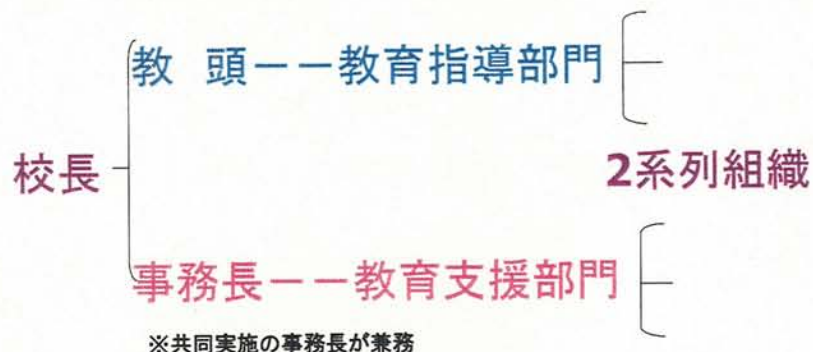 教 頭ーー教育指導部門
校長
2系列組織
事務長ーー教育支援部門
※共同実施の事務長が兼務